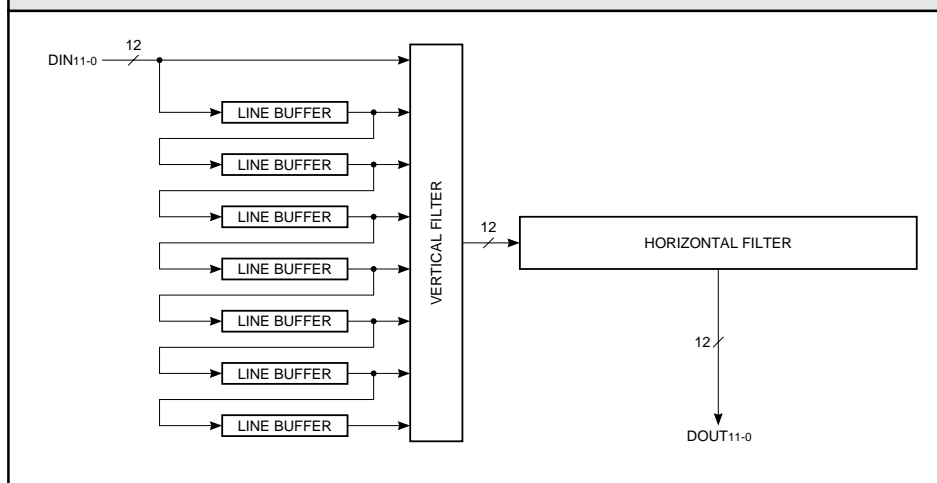 12
DIN11-0
LINE BUFFER
LINE BUFFER
LINE BUFFER
LINE BUFFER
LINE BUFFER
LINE BUFFER
LINE BUFFER
VERTICAL FILTER
12
HORIZONTAL FILTER
12
DOUT11-0